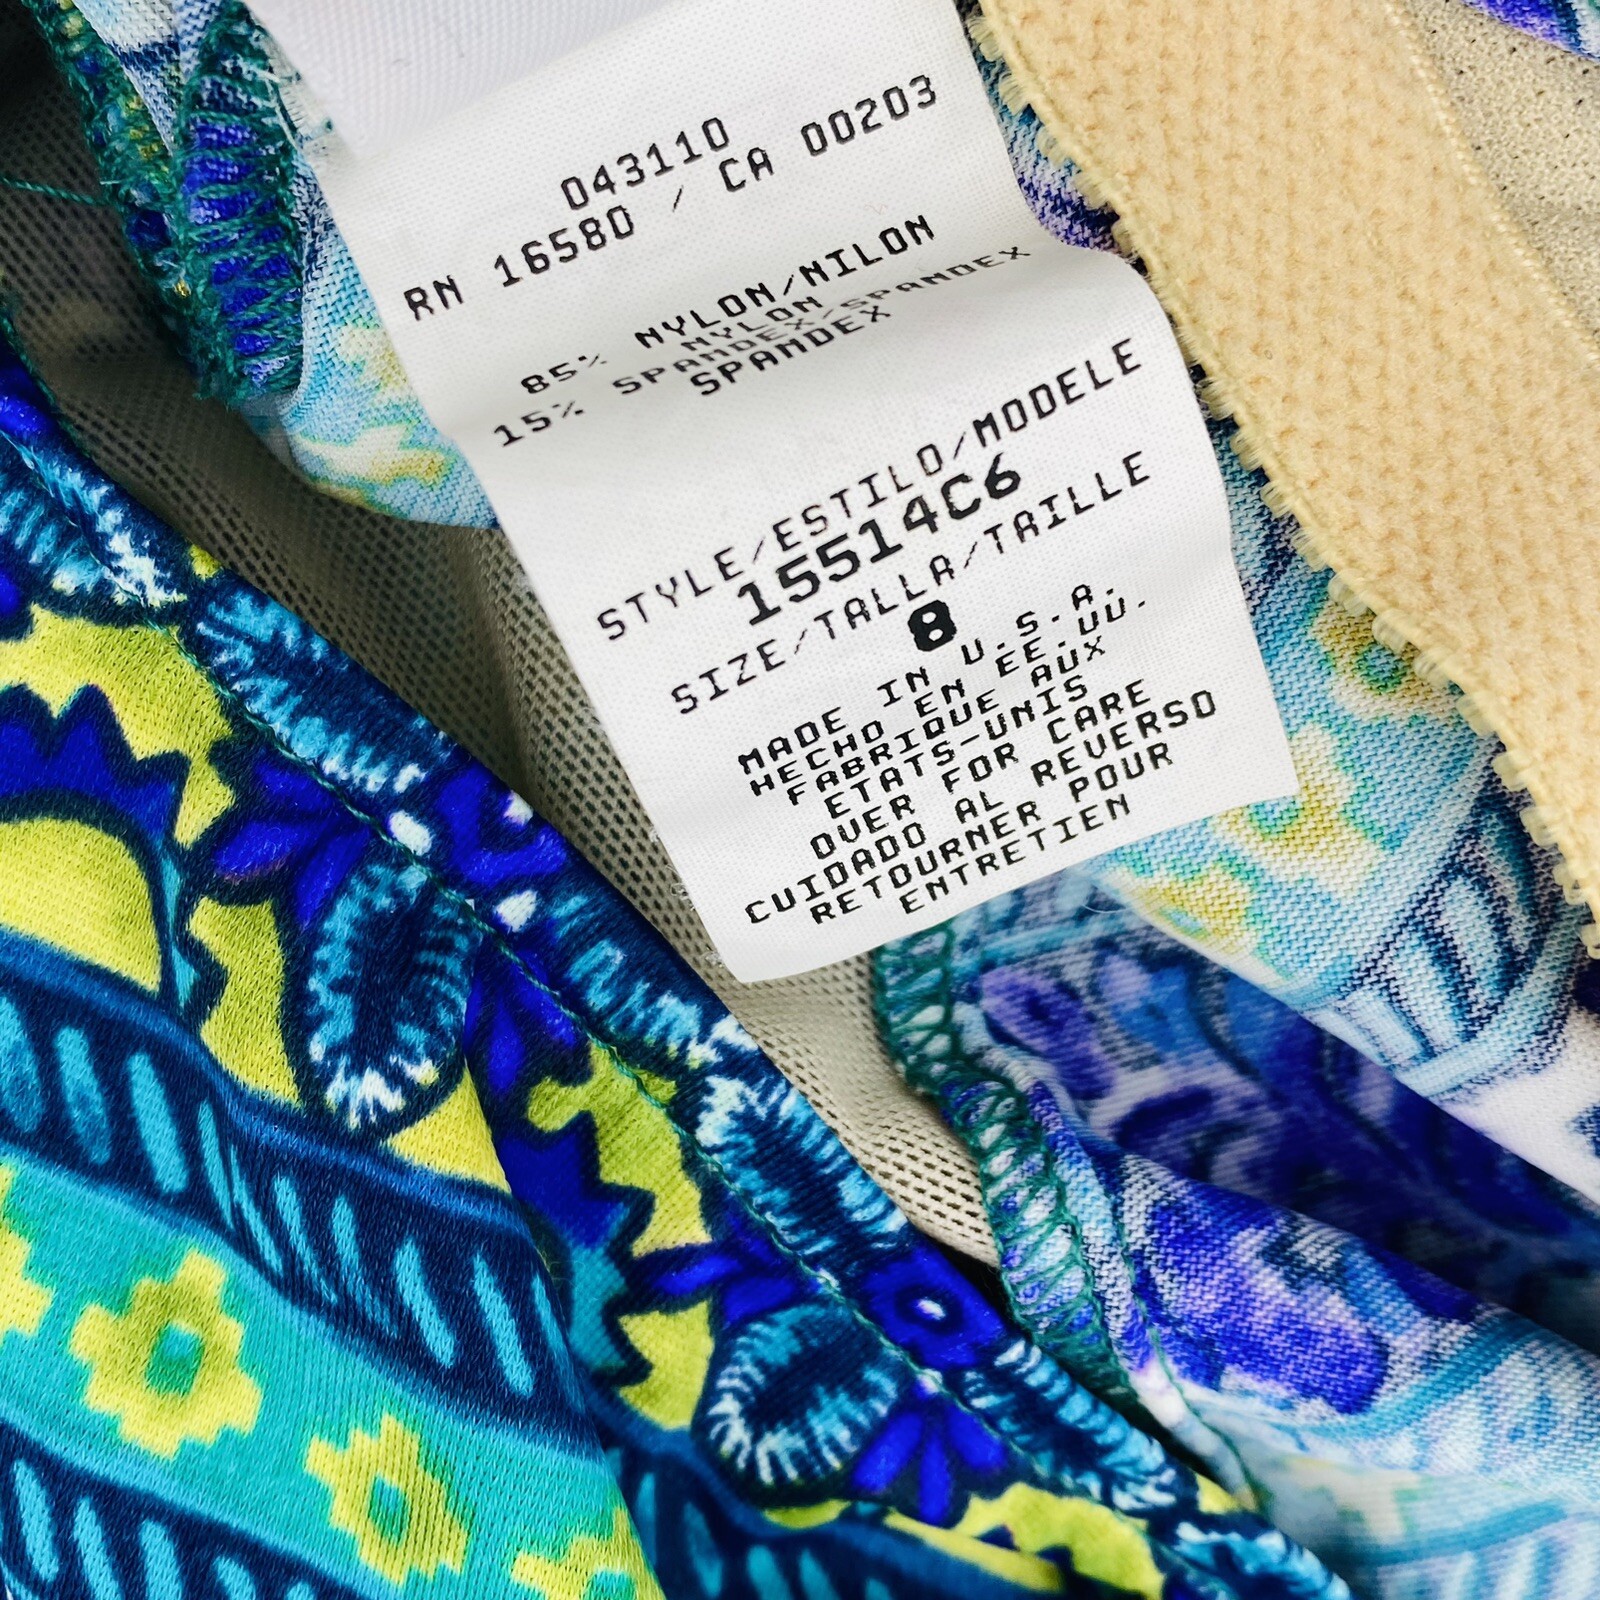 043110
RN 16580 / CA 00203
85% NYLON/NILON
NYLON
15% SPANDEX/SPANDEX
SPANDEX
STYLE/ESTILO/MODELE
15514C6
SIZE/TALLA/TAILLE
8
MADE IN U.S.A.
HECHO EN EE.UU.
FABRIQUE AUX
ETATS-UNIS
OVER FOR CARE
CUIDADO AL REVERSO
RETOURNER POUR
ENTRETIEN